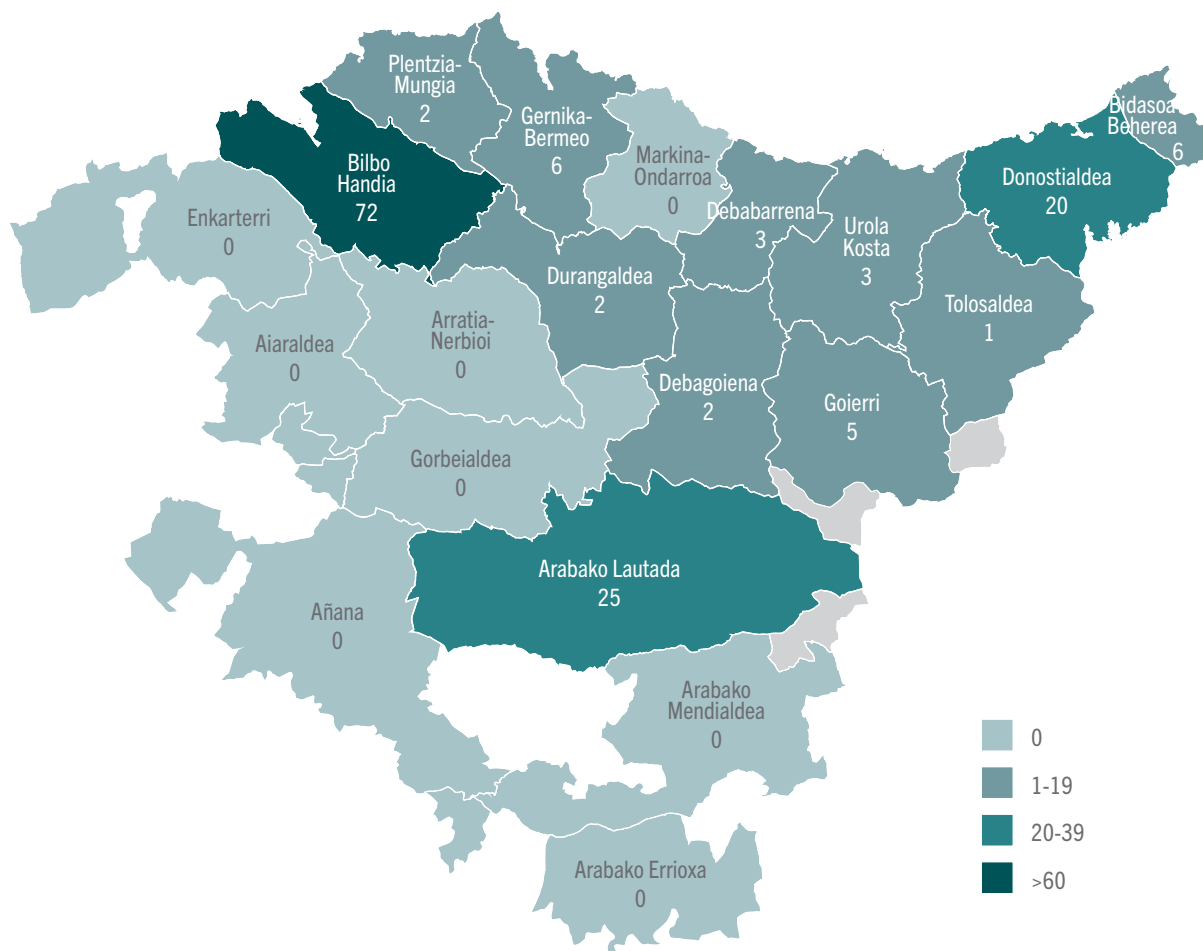 Plentzia-
Mungia
2
Gernika-
Bermeo
6
Bidasoa
Beherea
6
Bilbo
Handia
72
Markina-
Ondarroa
0
Donostialdea
20
Enkarterri
0
Debabarrena
3
Urola
Kosta
3
Durangaldea
2
Tolosaldea
1
Arratia-
Nerbioi
0
Aiaraldea
0
Debagoiena
2
Goierri
5
Gorbeialdea
0
Arabako Lautada
25
Añana
0
Arabako
Mendialdea
0
Arabako Errioxa
0
0
1-19
20-39
>60